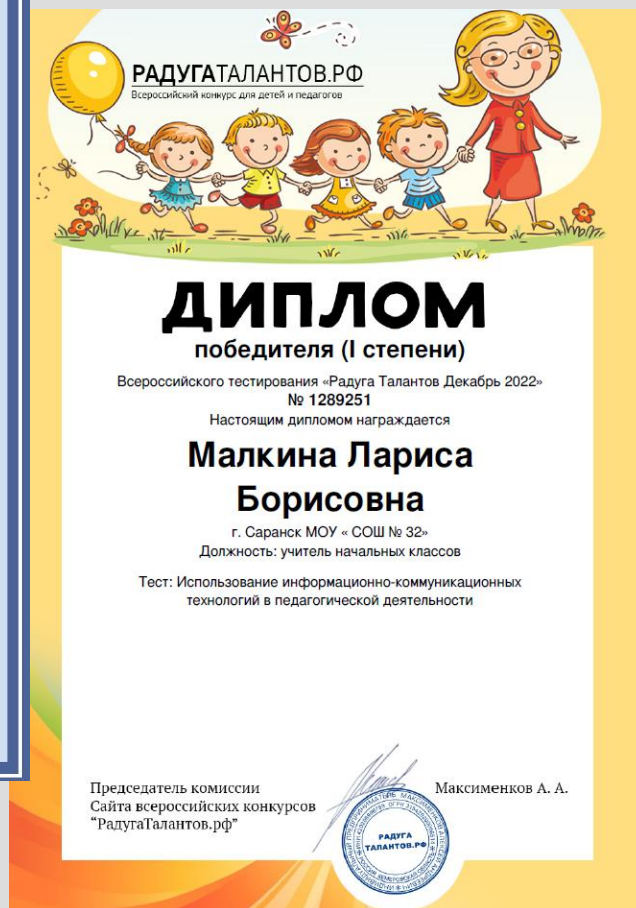 РАДУГАТАЛАНТОВ.РФ
Всероссийский конкурс для детей и педагогов
ДИПЛОМ
победителя (I степени)
Всероссийского тестирования «Радуга Талантов Декабрь 2022»
№ 1289251
Настоящим дипломом награждается
Малкина Лариса
Борисовна
г. Саранск МОУ « СОШ № 32»
Должность: учитель начальных классов
Тест: Использование информационно-коммуникационных
технологий в педагогической деятельности
Председатель комиссии
Сайта всероссийских конкурсов
“РадугаТалантов.рф”
Максименков А. А.
РАДУГА
ТАЛАНТОВ.РФ